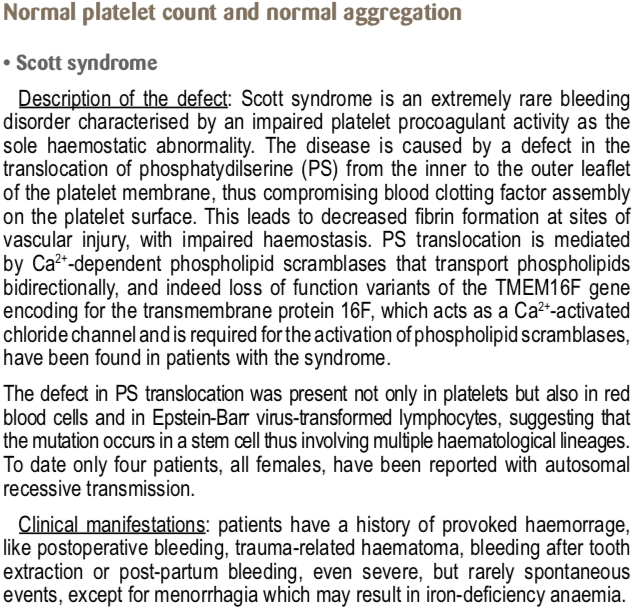 Normal platelet count and normal aggregation
• Scott syndrome
Description of the defect: Scott syndrome is an extremely rare bleeding
disorder characterised by an impaired platelet procoagulant activity as the
sole haemostatic abnormality. The disease is caused by a defect in the
translocation of phosphatydilserine (PS) from the inner to the outer leaflet
of the platelet membrane, thus compromising blood clotting factor assembly
on the platelet surface. This leads to decreased fibrin formation at sites of
vascular injury, with impaired haemostasis. PS translocation is mediated
by Ca²⁺-dependent phospholipid scramblases that transport phospholipids
bidirectionally, and indeed loss of function variants of the TMEM16F gene
encoding for the transmembrane protein 16F, which acts as a Ca²⁺-activated
chloride channel and is required for the activation of phospholipid scramblases,
have been found in patients with the syndrome.
The defect in PS translocation was present not only in platelets but also in red
blood cells and in Epstein-Barr virus-transformed lymphocytes, suggesting that
the mutation occurs in a stem cell thus involving multiple haematological lineages.
To date only four patients, all females, have been reported with autosomal
recessive transmission.
Clinical manifestations: patients have a history of provoked haemorrage,
like postoperative bleeding, trauma-related haematoma, bleeding after tooth
extraction or post-partum bleeding, even severe, but rarely spontaneous
events, except for menorrhagia which may result in iron-deficiency anaemia.